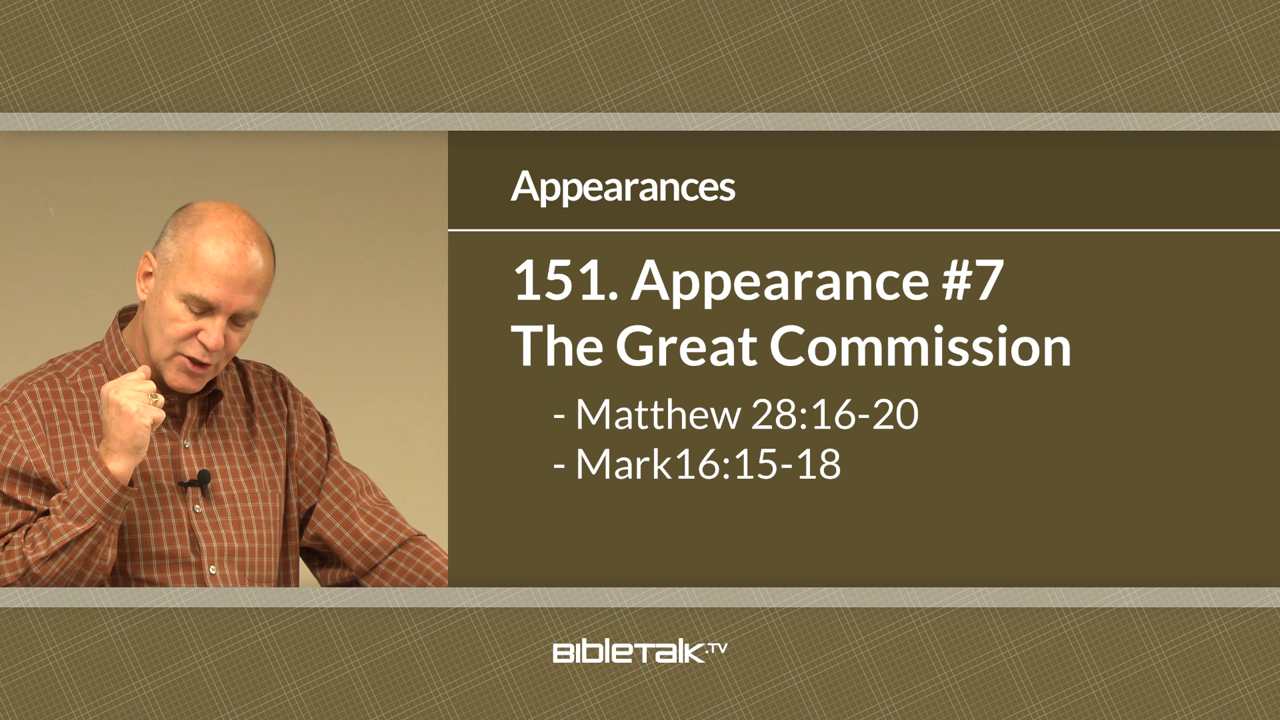 Appearances
151. Appearance #7
The Great Commission
- Matthew 28:16-20
- Mark16:15-18
BIBLETALK.TV